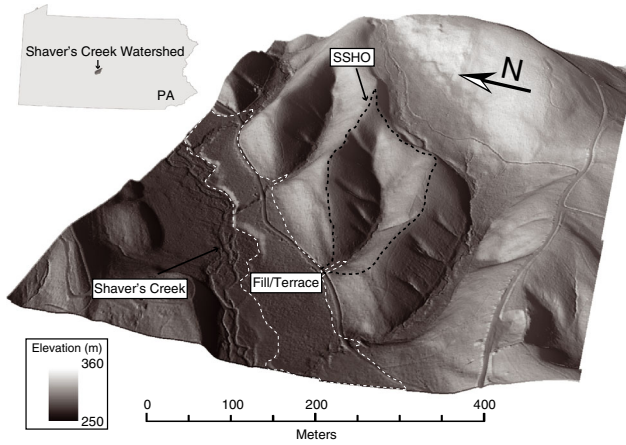 Shaver's Creek Watershed
PA
SSHO
N
Shaver's Creek
Fill/Terrace
Elevation (m)
360
250
0 100 200 400
Meters